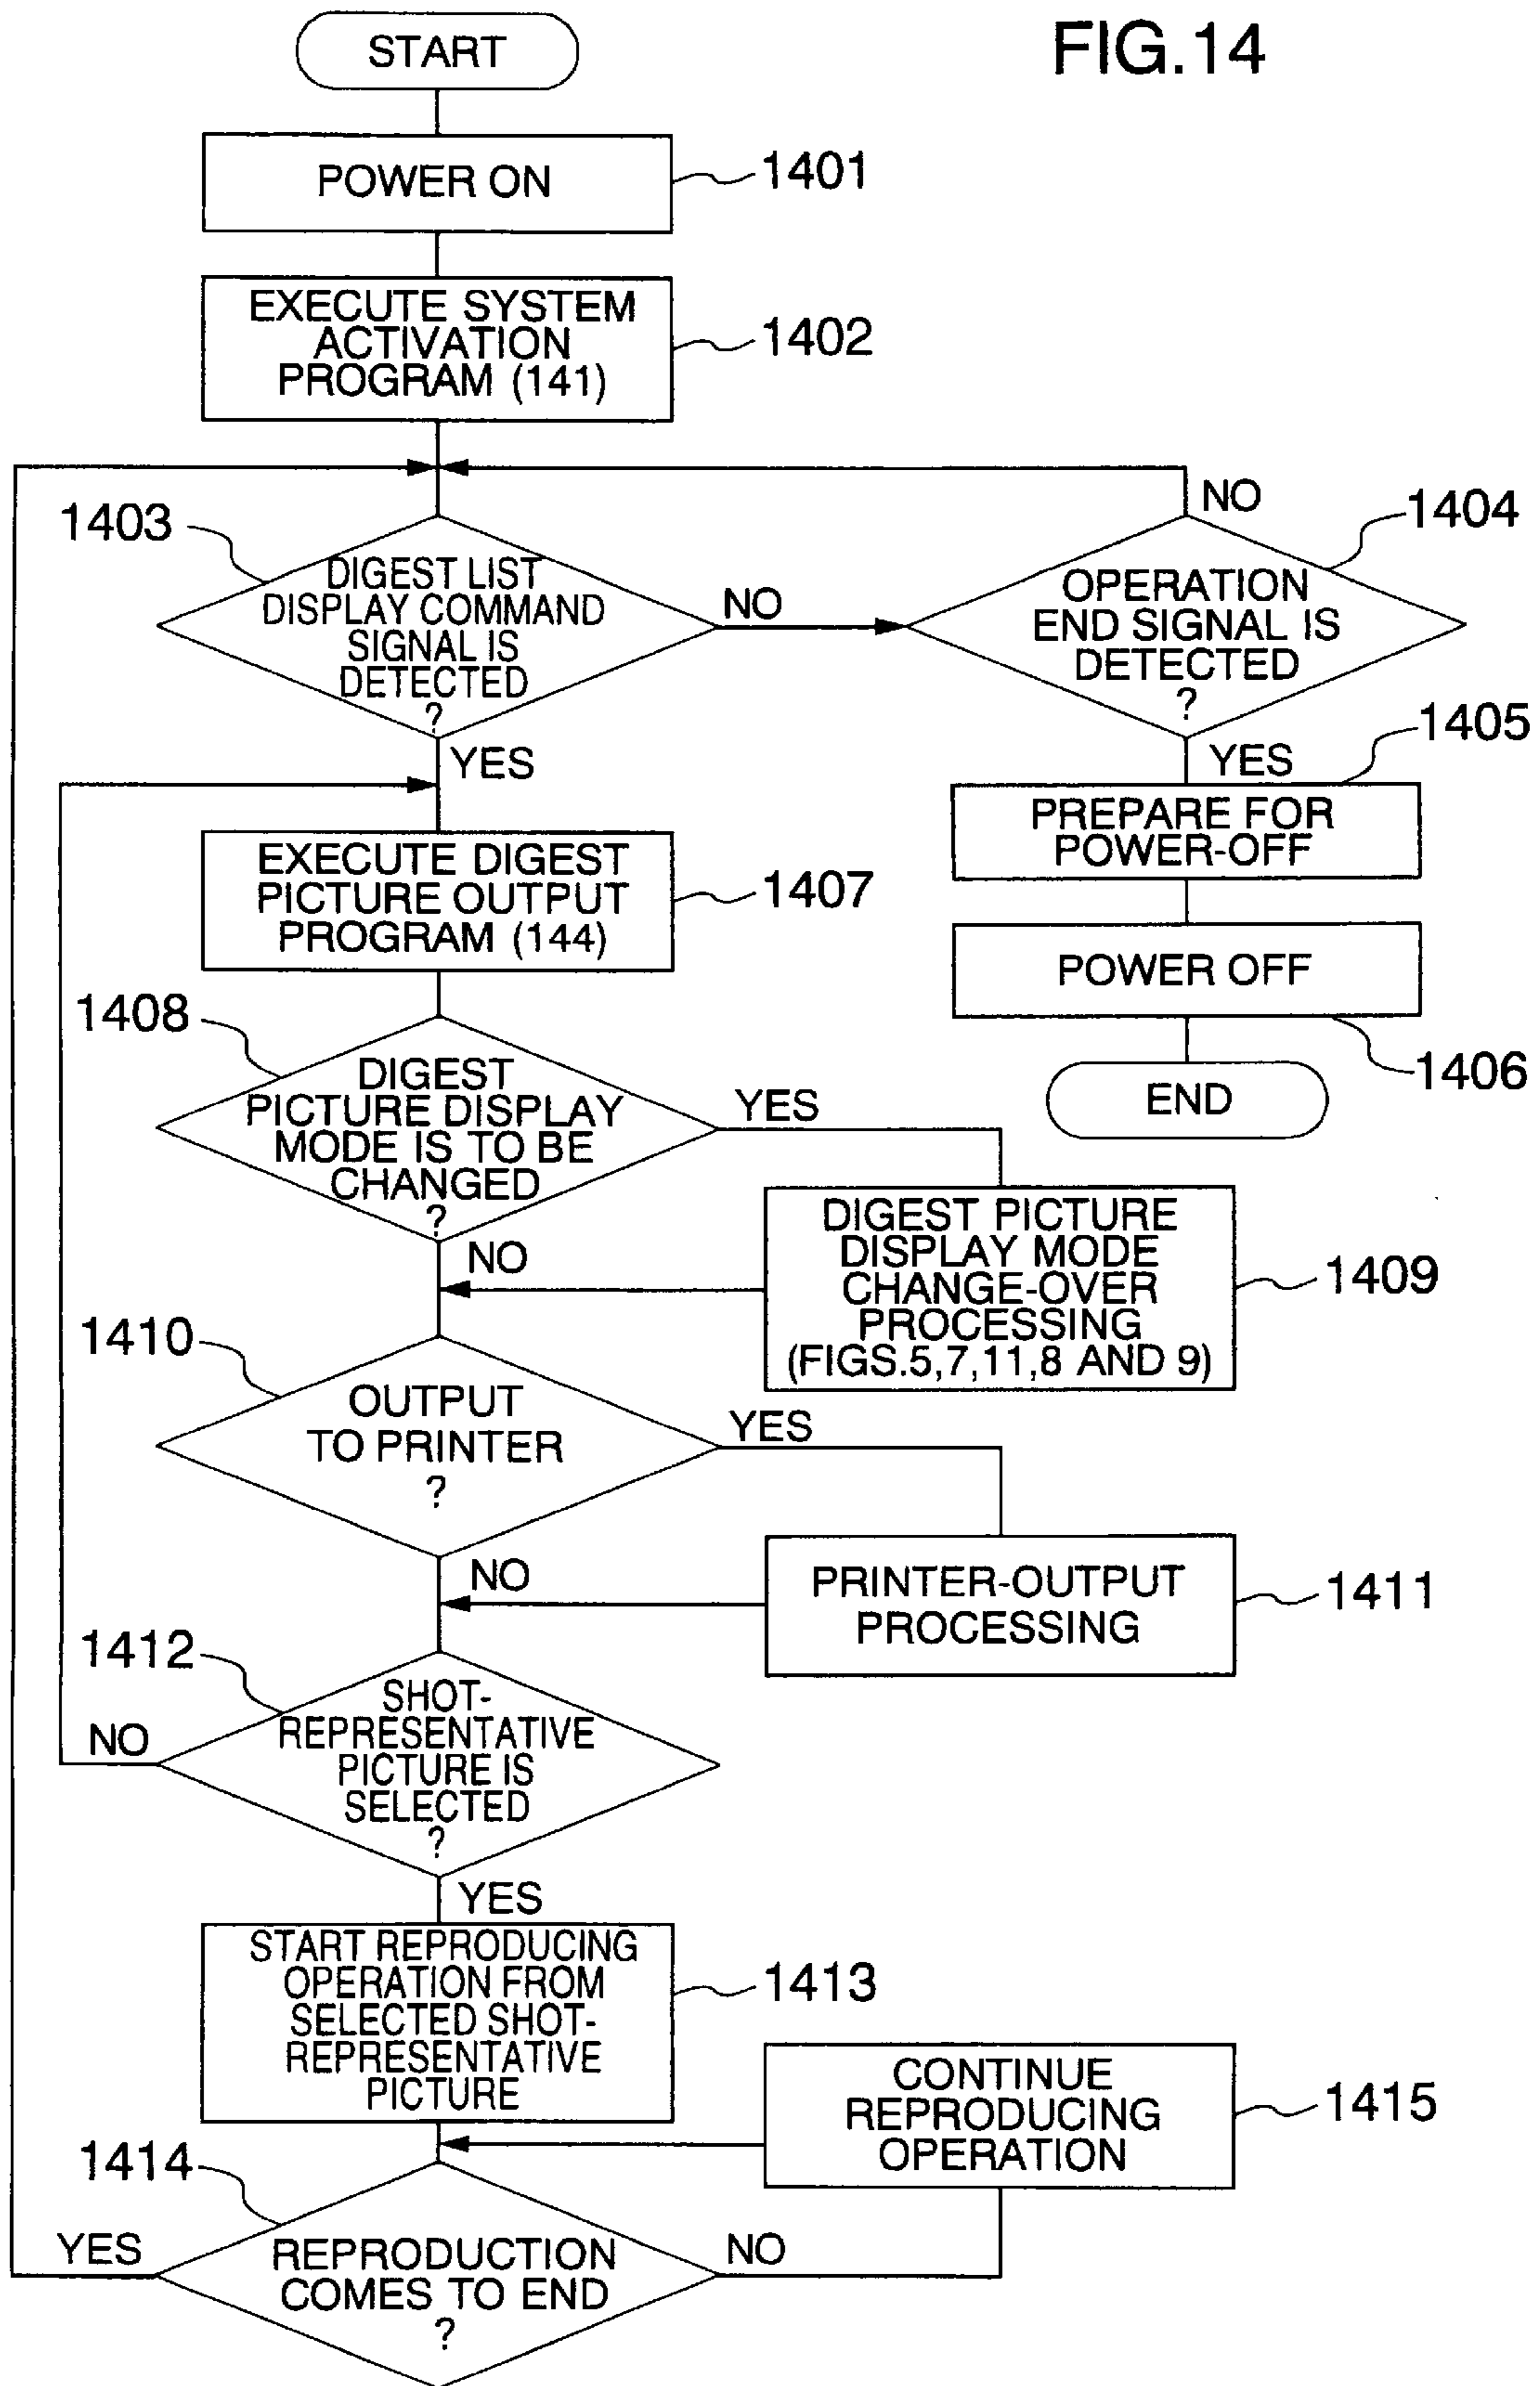 FIG.14
START
POWER ON
1401
EXECUTE SYSTEM
ACTIVATION
PROGRAM (141)
1402
1403
DIGEST LIST
DISPLAY COMMAND
SIGNAL IS
DETECTED
?
NO
YES
NO
1404
OPERATION
END SIGNAL IS
DETECTED
?
YES
1405
PREPARE FOR
POWER-OFF
POWER OFF
1406
END
EXECUTE DIGEST
PICTURE OUTPUT
PROGRAM (144)
1407
1408
DIGEST
PICTURE DISPLAY
MODE IS TO BE
CHANGED
?
YES
NO
DIGEST PICTURE
DISPLAY MODE
CHANGE-OVER
PROCESSING
(FIGS.5,7,11,8 AND 9)
1409
1410
OUTPUT
TO PRINTER
?
YES
NO
PRINTER-OUTPUT
PROCESSING
1411
1412
SHOT-
REPRESENTATIVE
PICTURE IS
SELECTED
?
NO
YES
START REPRODUCING
OPERATION FROM
SELECTED SHOT-
REPRESENTATIVE
PICTURE
1413
CONTINUE
REPRODUCING
OPERATION
1415
1414
YES
REPRODUCTION
COMES TO END
?
NO